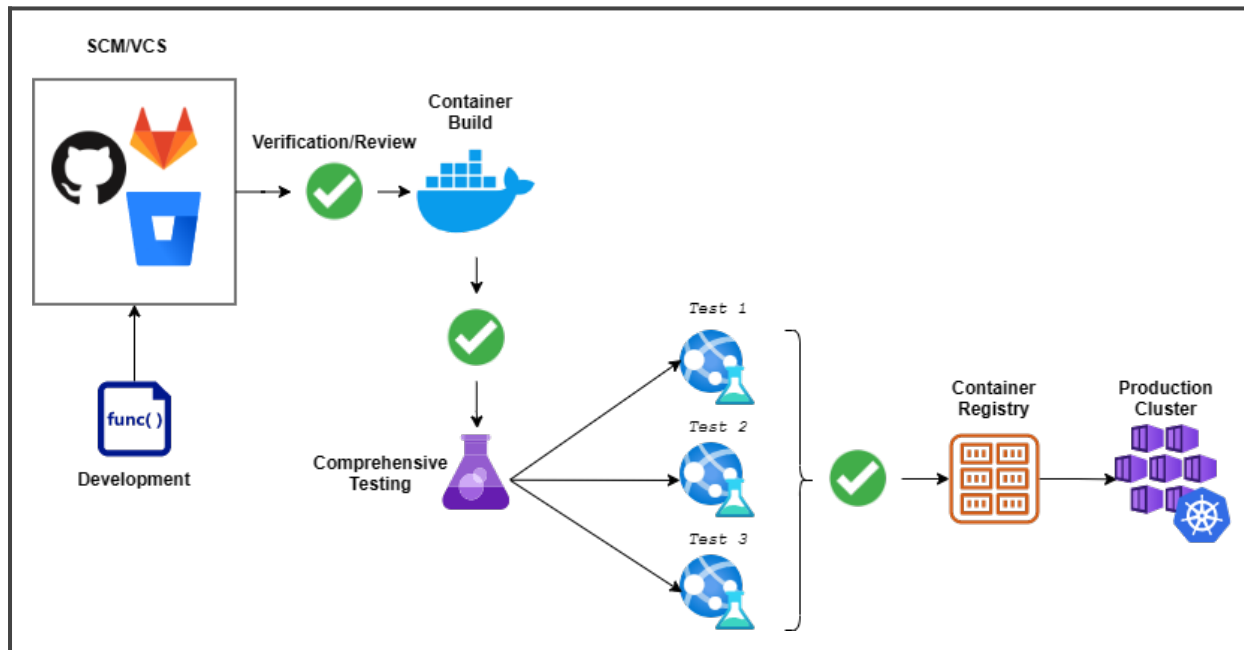 SCM/VCS
Verification/Review
Container
Build
func( )
Development
Comprehensive
Testing
Test 1
Test 2
Test 3
Container
Registry
Production
Cluster